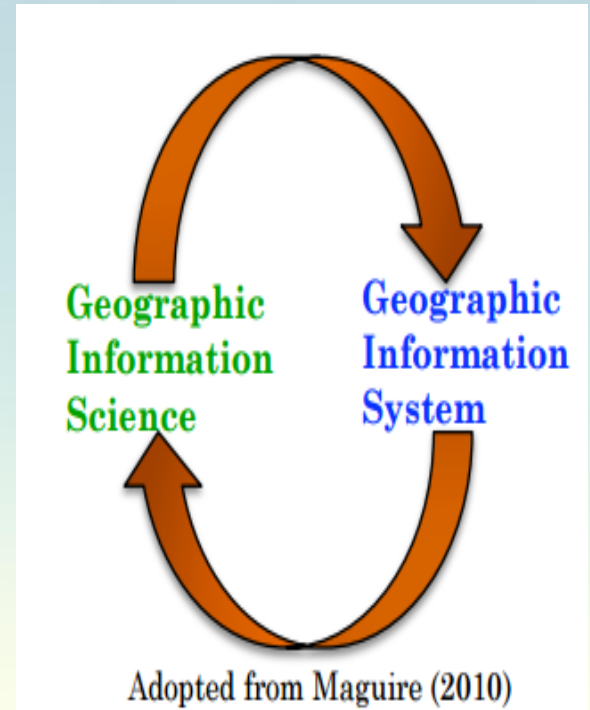 Geographic
Information
Science
Geographic
Information
System
Adopted from Maguire (2010)